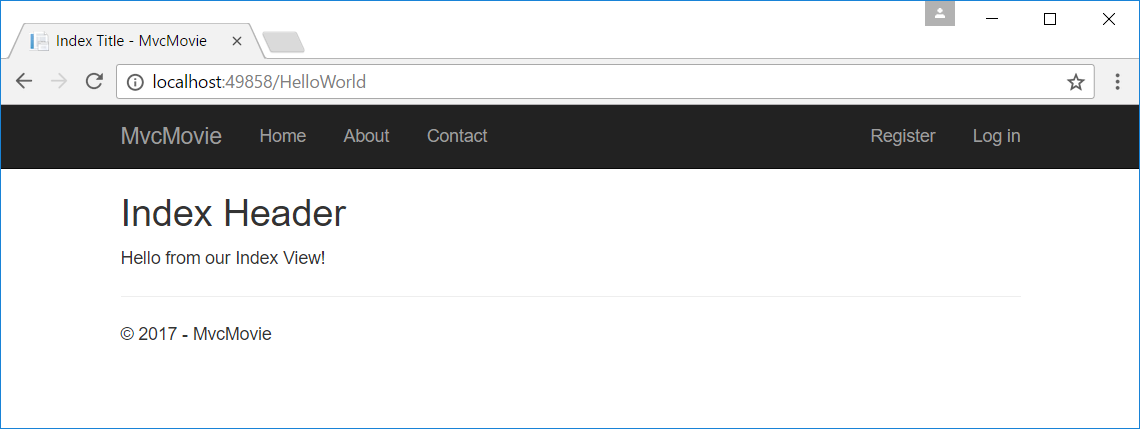 Index Title - MvcMovie
localhost:49858/HelloWorld
MvcMovie Home About Contact Register Log in
Index Header
Hello from our Index View!
© 2017 - MvcMovie